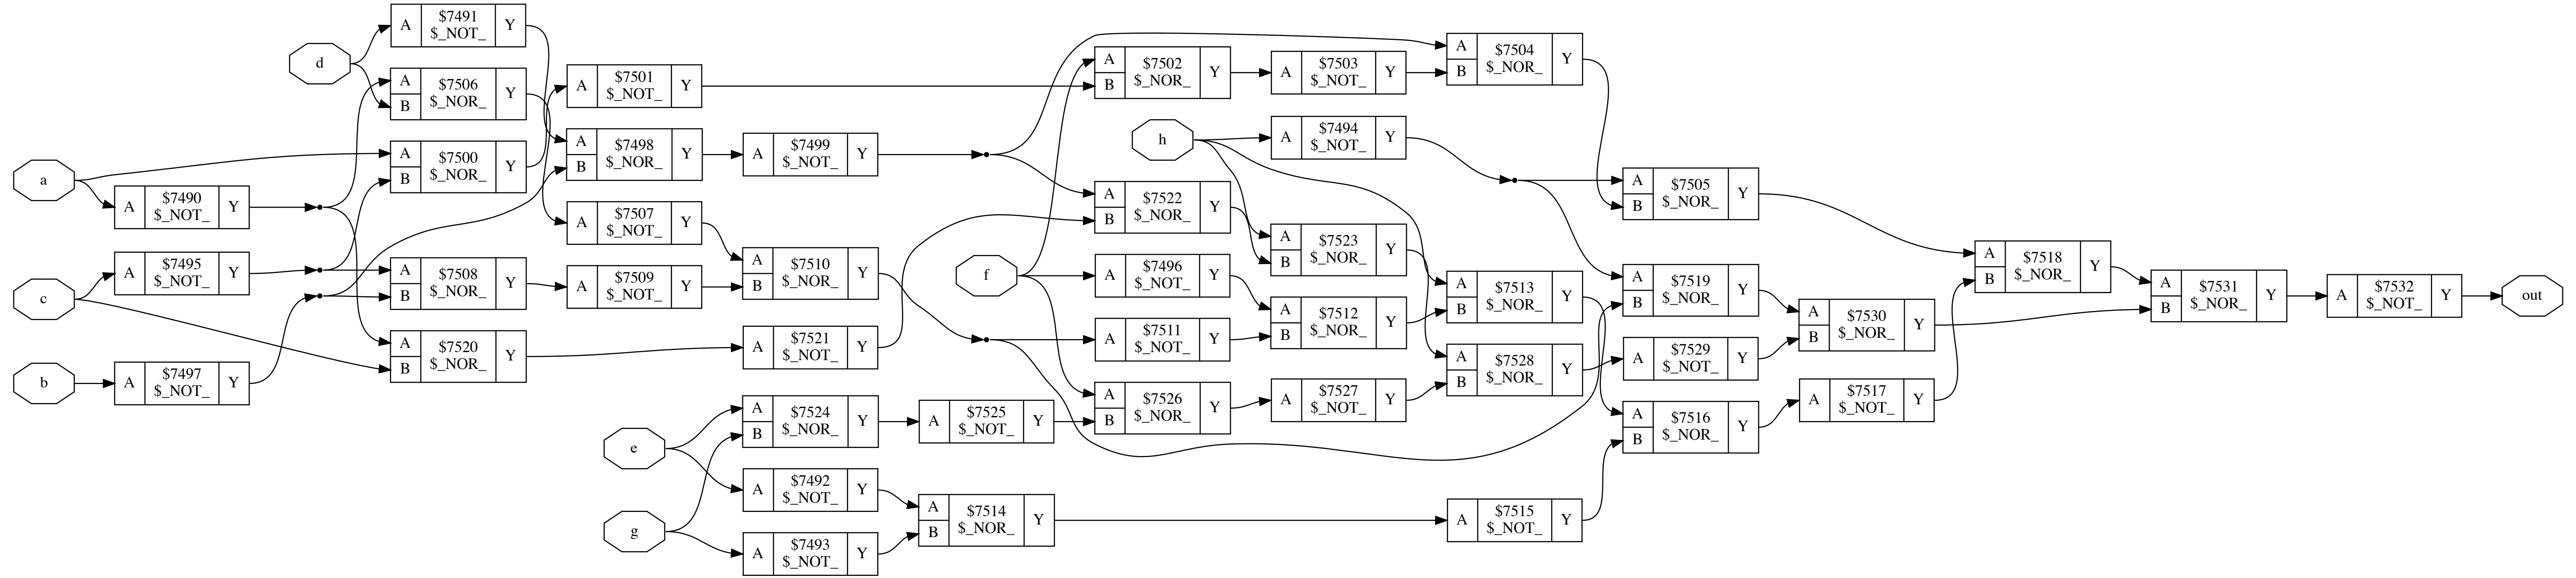 d
a
c
b
A $7491 $_NOT_ Y
A B $7506 $_NOR_ Y
A B $7500 $_NOR_ Y
A $7490 $_NOT_ Y
A $7495 $_NOT_ Y
A B $7508 $_NOR_ Y
A B $7520 $_NOR_ Y
A $7497 $_NOT_ Y
A $7501 $_NOT_ Y
A B $7498 $_NOR_ Y
A $7499 $_NOT_ Y
A $7507 $_NOT_ Y
A $7509 $_NOT_ Y
A B $7510 $_NOR_ Y
A $7521 $_NOT_ Y
e
g
A B $7524 $_NOR_ Y
A $7525 $_NOT_ Y
A $7492 $_NOT_ Y
A $7493 $_NOT_ Y
A B $7514 $_NOR_ Y
h
f
A B $7502 $_NOR_ Y
A $7503 $_NOT_ Y
A B $7504 $_NOR_ Y
A $7494 $_NOT_ Y
A B $7522 $_NOR_ Y
A B $7523 $_NOR_ Y
A $7496 $_NOT_ Y
A $7511 $_NOT_ Y
A B $7512 $_NOR_ Y
A B $7513 $_NOR_ Y
A B $7526 $_NOR_ Y
A $7527 $_NOT_ Y
A B $7528 $_NOR_ Y
A $7515 $_NOT_ Y
A B $7505 $_NOR_ Y
A B $7519 $_NOR_ Y
A $7529 $_NOT_ Y
A B $7516 $_NOR_ Y
A B $7530 $_NOR_ Y
A $7517 $_NOT_ Y
A B $7518 $_NOR_ Y
A B $7531 $_NOR_ Y
A $7532 $_NOT_ Y
out